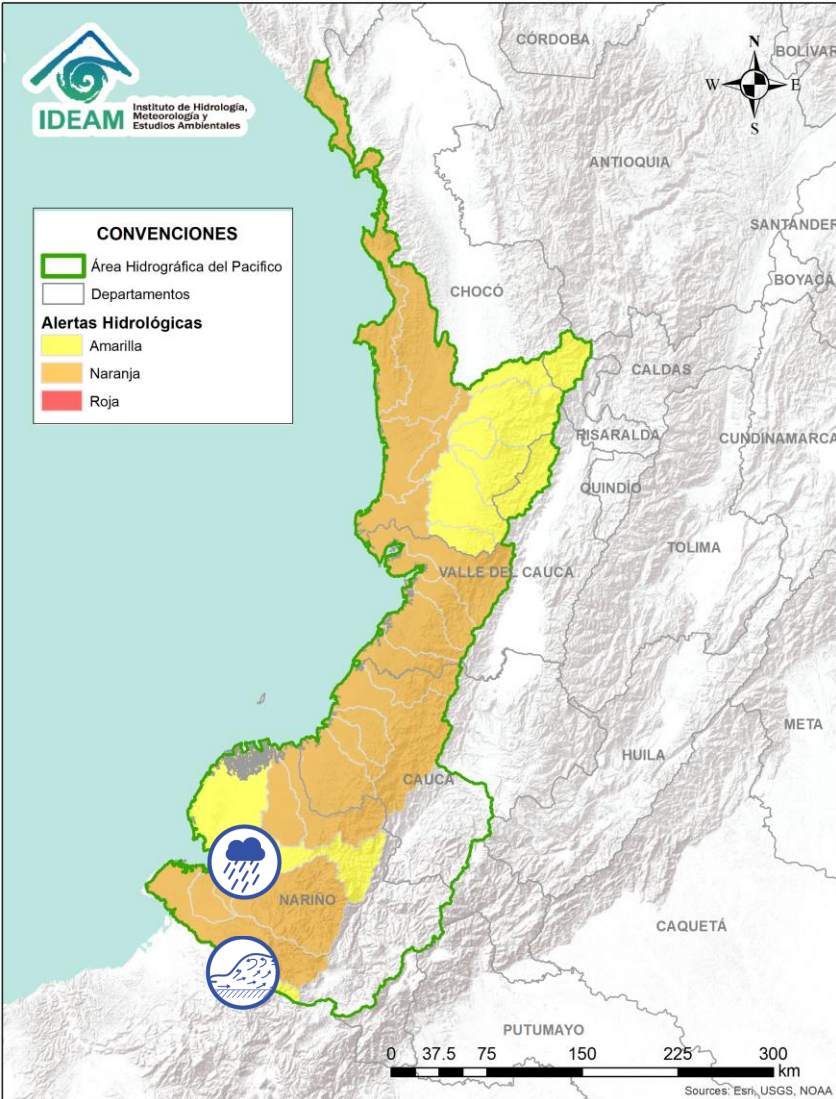 IDEAM
Instituto de Hidrología,
Meteorología y
Estudios Ambientales
N
W
E
S
CÓRDOBA
BOLÍVAR
ANTIOQUIA
SANTANDER
BOYACÁ
CONVENCIONES
Área Hidrográfica del Pacifico
Departamentos
Alertas Hidrológicas
Amarilla
Naranja
Roja
CHOCÓ
CALDAS
RISARALDA
CUNDINAMARCA
QUINDÍO
TOLIMA
VALLE DEL CAUCA
META
HUILA
CAUCA
NARIÑO
CAQUETÁ
PUTUMAYO
0 37.5 75 150 225 300
km
Sources: Esri, USGS, NOAA